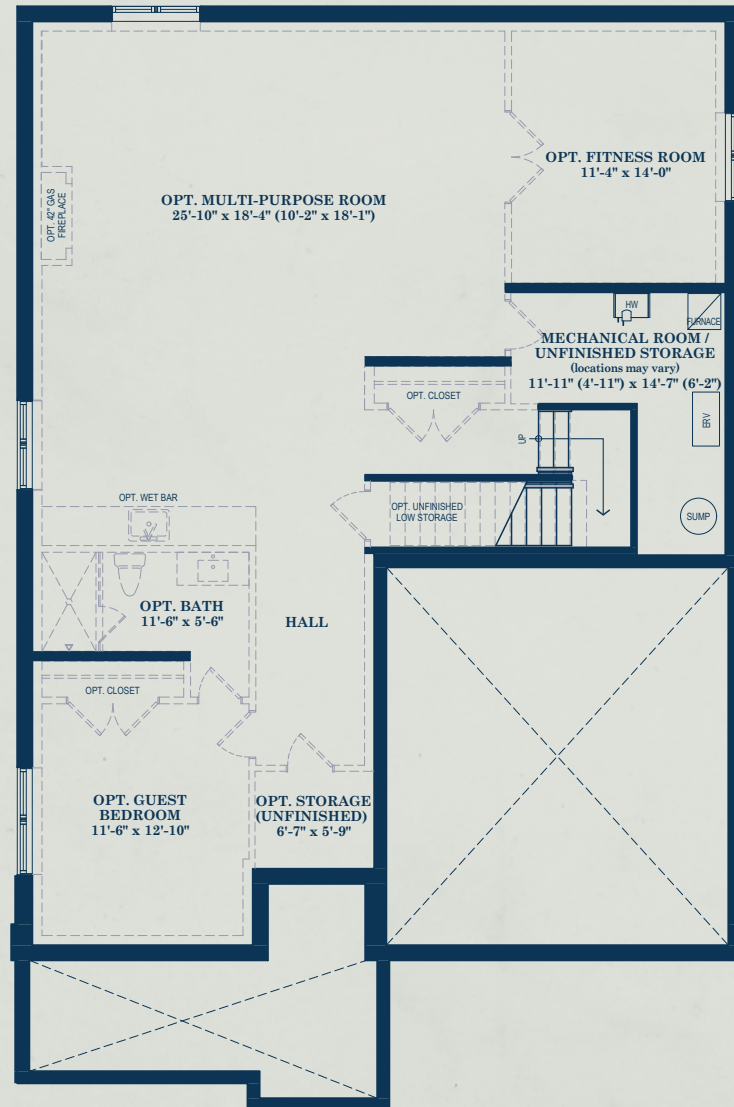 OPT. FITNESS ROOM
11'-4" x 14'-0"
OPT. MULTI-PURPOSE ROOM
25'-10" x 18'-4" (10'-2" x 18'-1")
OPT. 42" GAS
FIREPLACE
HW
FURNACE
MECHANICAL ROOM /
UNFINISHED STORAGE
(locations may vary)
11'-11" (4'-11") x 14'-7" (6'-2")
OPT. CLOSET
ERV
UP
OPT. WET BAR
OPT. UNFINISHED
LOW STORAGE
SUMP
OPT. BATH
11'-6" x 5'-6"
HALL
OPT. CLOSET
OPT. GUEST
BEDROOM
11'-6" x 12'-10"
OPT. STORAGE
(UNFINISHED)
6'-7" x 5'-9"